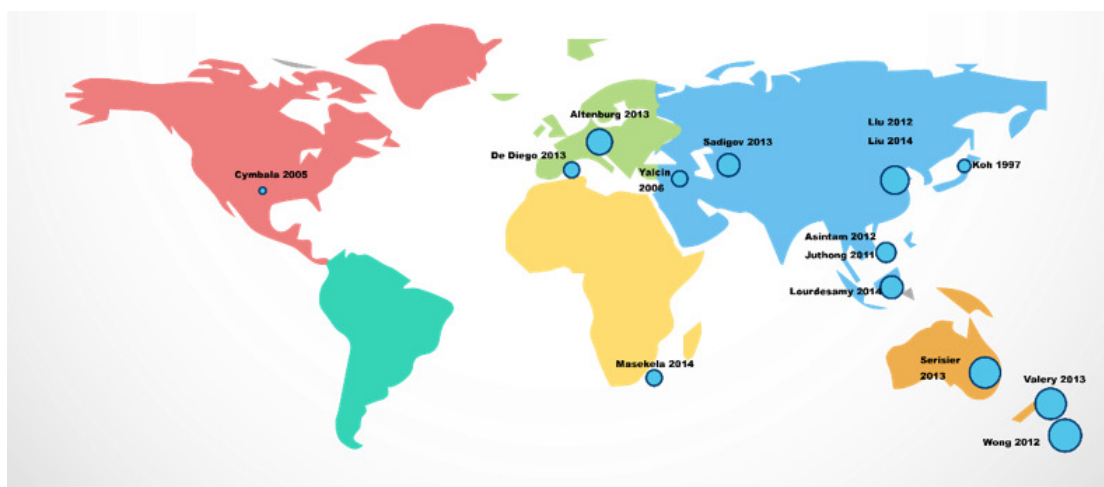 Altenburg 2013
Llu 2012
Liu 2014
Sadigov 2013
De Diego 2013
Koh 1997
Cymbala 2005
Yalcin
2006
Asintam 2012
Juthong 2011
Lourdesamy 2014
Masekela 2014
Serisier
2013
Valery 2013
Wong 2012